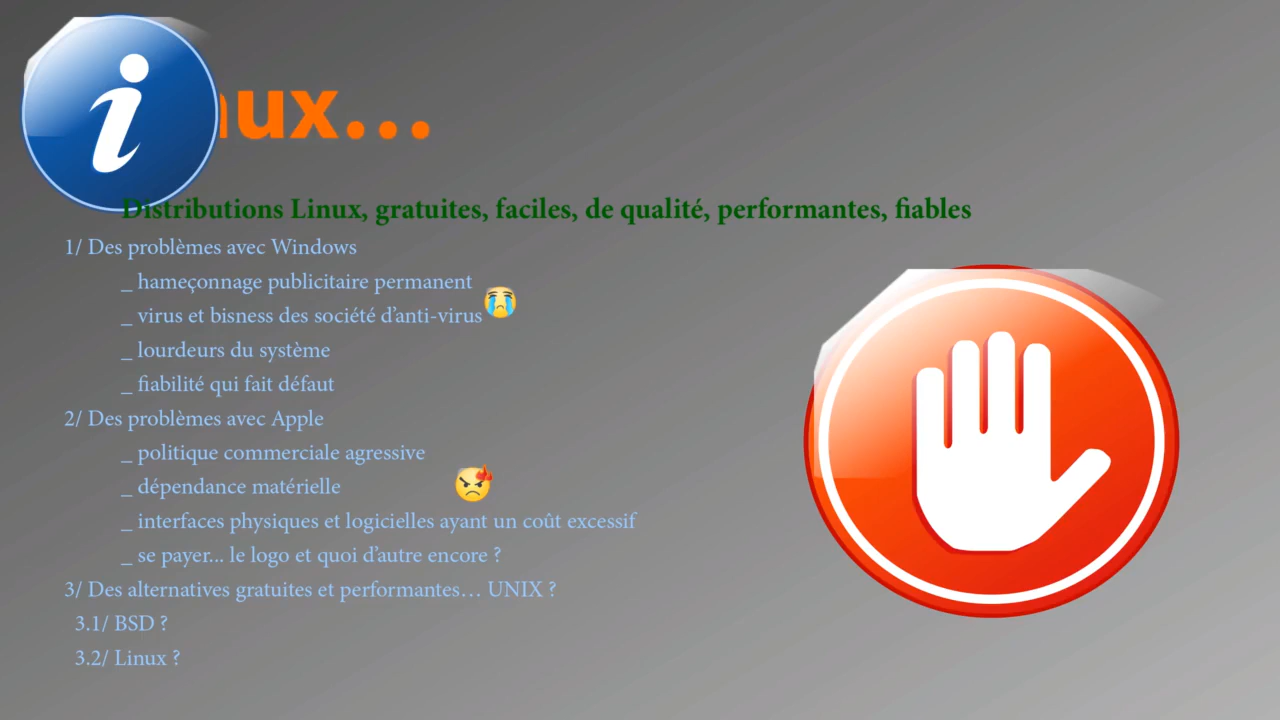 nux…
Distributions Linux, gratuites, faciles, de qualité, performantes, fiables
1/ Des problèmes avec Windows
_ hameçonnage publicitaire permanent
_ virus et bisness des société d’anti-virus
_ lourdeurs du système
_ fiabilité qui fait défaut
2/ Des problèmes avec Apple
_ politique commerciale agressive
_ dépendance matérielle
_ interfaces physiques et logicielles ayant un coût excessif
_ se payer... le logo et quoi d’autre encore ?
3/ Des alternatives gratuites et performantes… UNIX ?
3.1/ BSD ?
3.2/ Linux ?